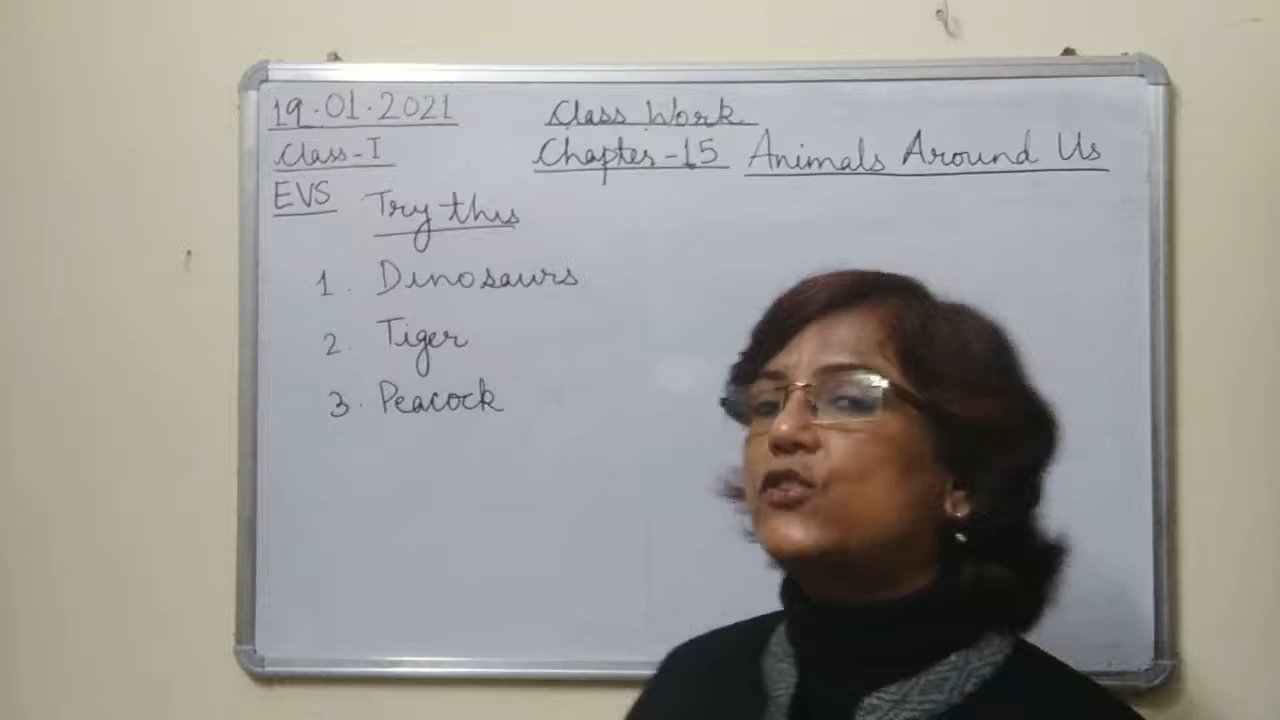 19.01.2021 Class Work
Class-I Chapter-15 Animals Around Us
EVS Try this
1. Dinosaurs
2. Tiger
3. Peacock